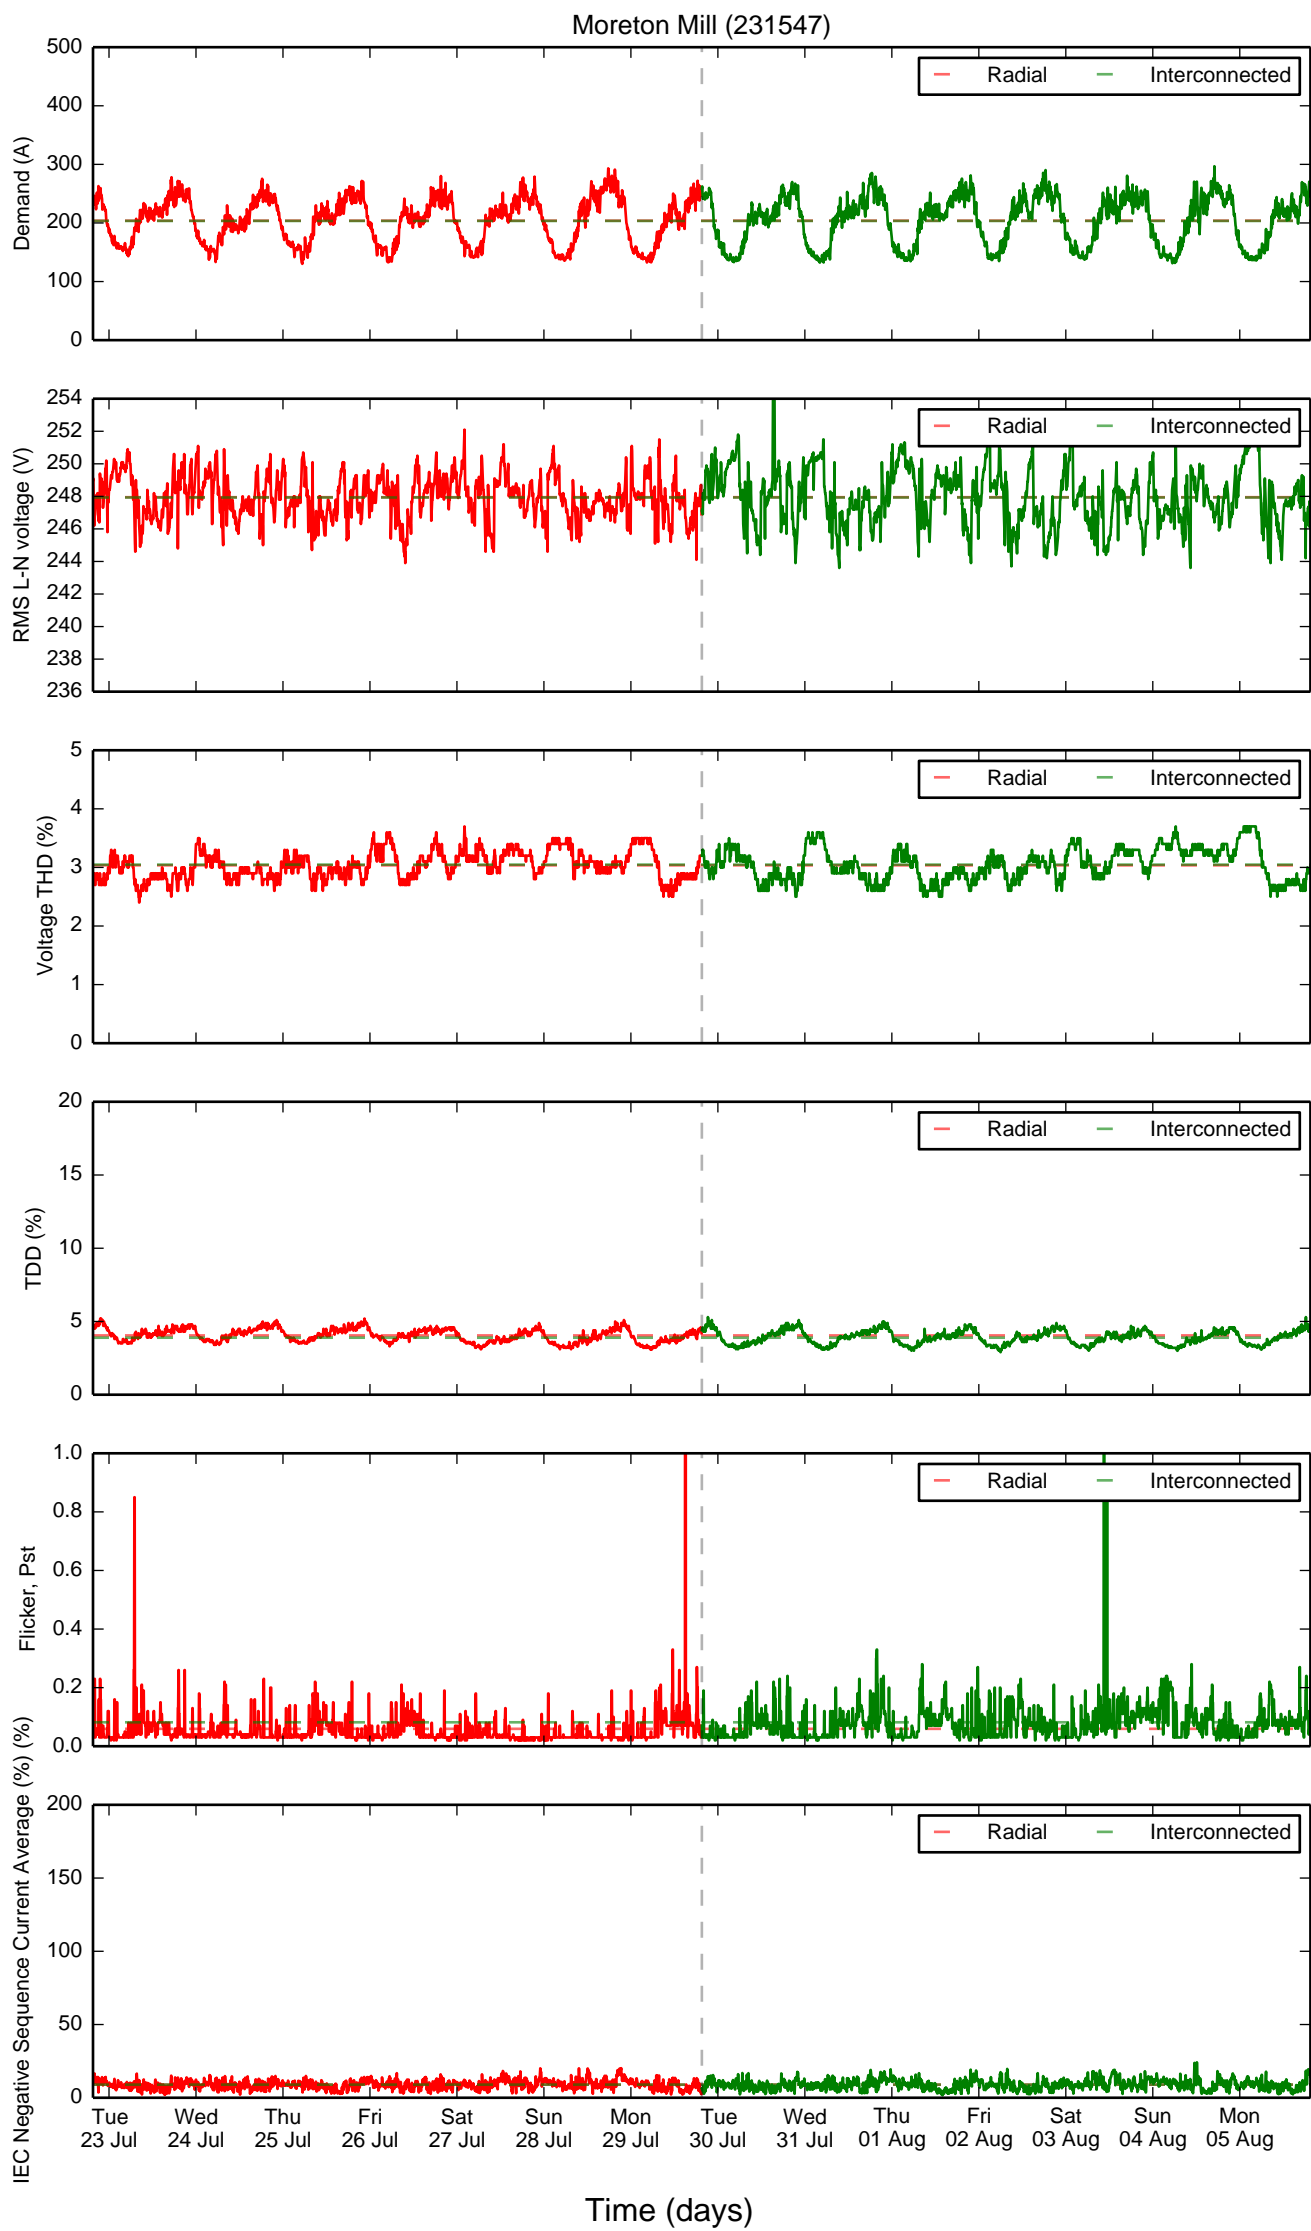 Moreton Mill (231547)
500
400
300
200
100
0
Demand (A)
Radial Interconnected
254
252
250
248
246
244
242
240
238
236
RMS L-N voltage (V)
Radial Interconnected
5
4
3
2
1
0
Voltage THD (%)
Radial Interconnected
20
15
10
5
0
TDD (%)
Radial Interconnected
1.0
0.8
0.6
0.4
0.2
0.0
Flicker, Pst
Radial Interconnected
200
150
100
50
0
IEC Negative Sequence Current Average (%) (%)
Radial Interconnected
Tue Wed Thu Fri Sat Sun Mon Tue Wed Thu Fri Sat Sun Mon
23 Jul 24 Jul 25 Jul 26 Jul 27 Jul 28 Jul 29 Jul 30 Jul 31 Jul 01 Aug 02 Aug 03 Aug 04 Aug 05 Aug
Time (days)